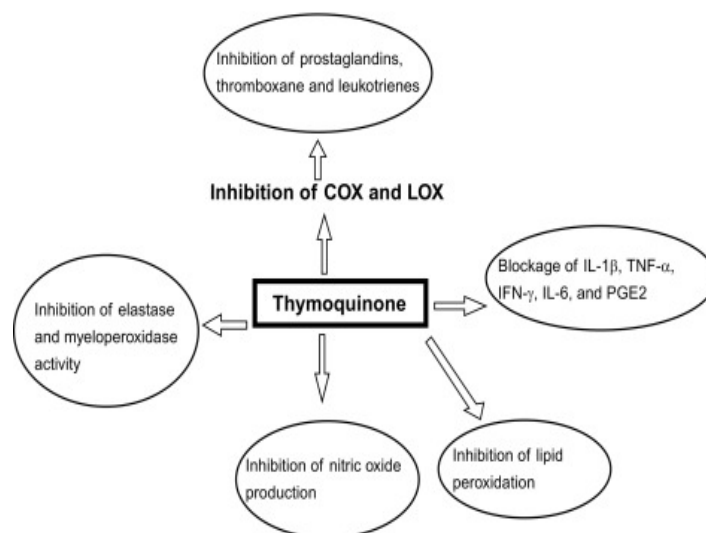 Inhibition of prostaglandins,
thromboxane and leukotrienes
Inhibition of COX and LOX
Blockage of IL-1β, TNF-α,
IFN-γ, IL-6, and PGE2
Thymoquinone
Inhibition of elastase
and myeloperoxidase
activity
Inhibition of nitric oxide
production
Inhibition of lipid
peroxidation